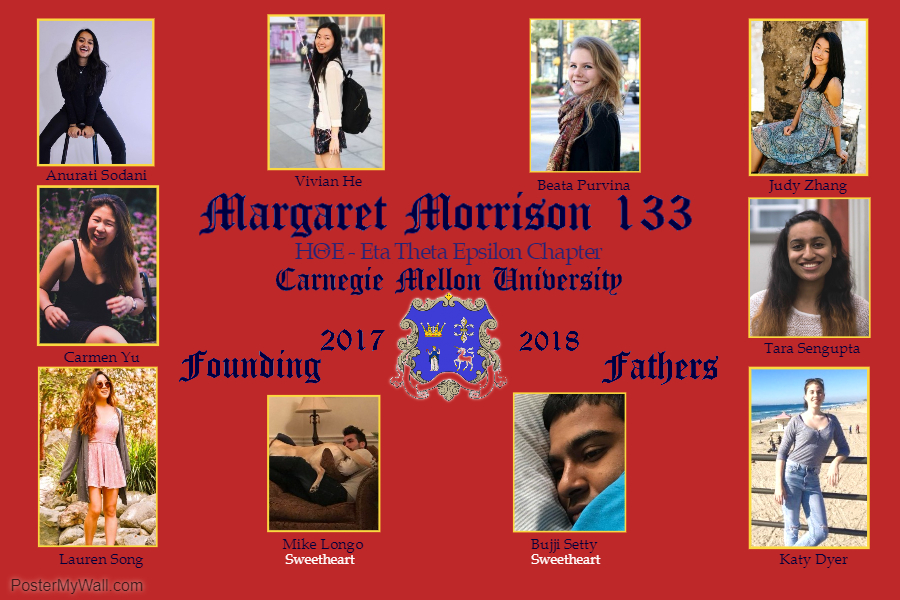 Anurati Sodani
Vivian He
Beata Purvina
Judy Zhang
Margaret Morrison 133
ΗΘΕ - Eta Theta Epsilon Chapter
Carnegie Mellon University
Carmen Yu
2017
2018
Tara Sengupta
Founding
Fathers
Lauren Song
Mike Longo
Sweetheart
Bujji Setty
Sweetheart
Katy Dyer
PosterMyWall.com